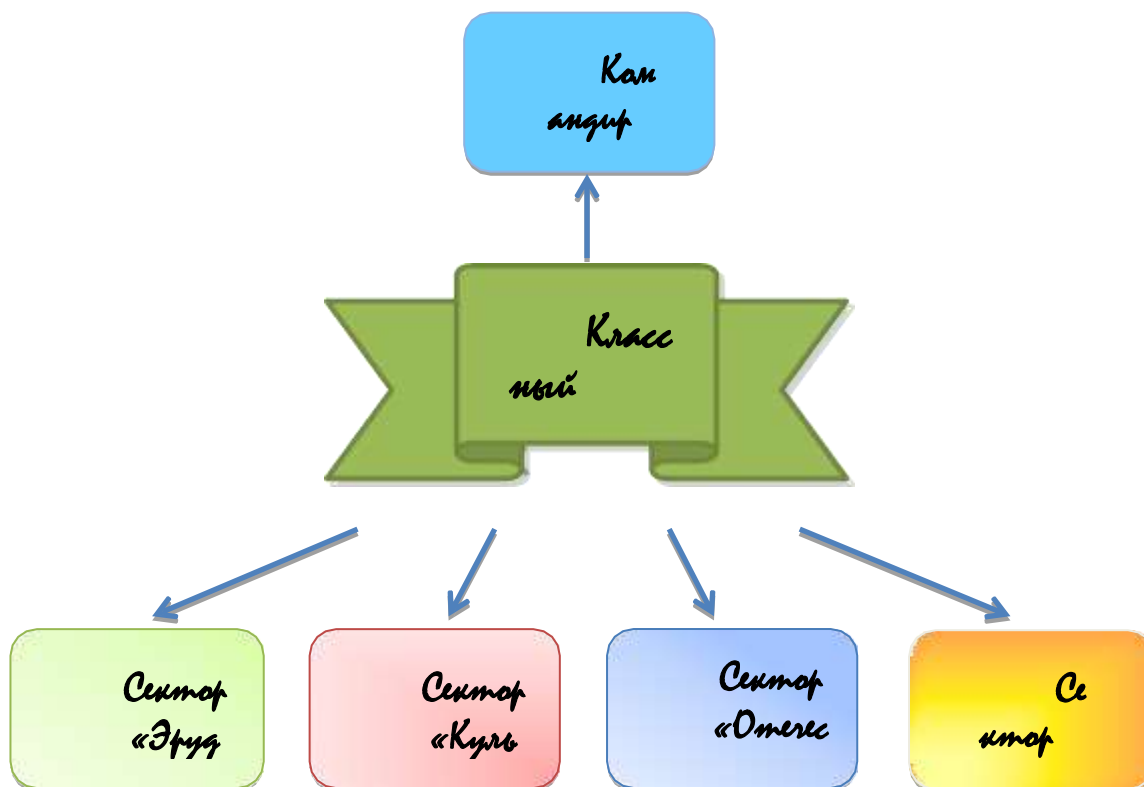 Ком
андир
Класс
ный
Сектор
«Эруд
Сектор
«Куль
Сектор
«Отечес
Се
ктор